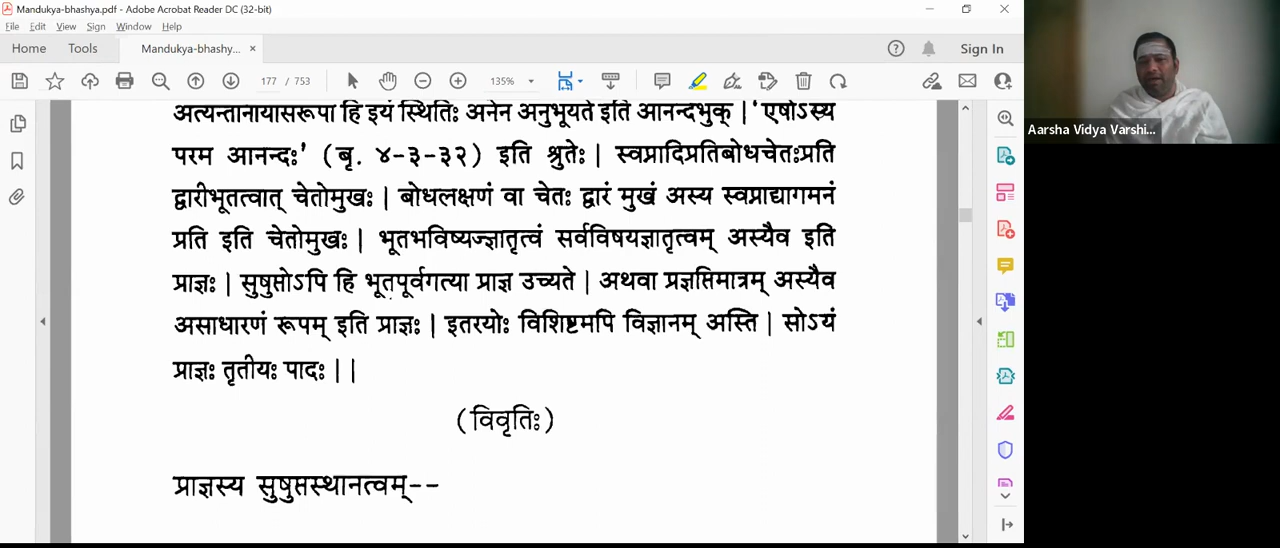 Mandukya-bhashya.pdf - Adobe Acrobat Reader DC (32-bit)
File Edit View Sign Window Help
Home Tools Mandukya-bhashy... × Sign In
177 / 753 135%
अत्यन्तानायासरूपा हि इयं स्थितिः अनेन अनुभूयते इति आनन्दभुक् | 'एषोऽस्य
परम आनन्दः' (बृ. ४-३-३२) इति श्रुतेः | स्वप्नादिप्रतिबोधचेतःप्रति
द्वारीभूतत्वात् चेतोमुखः | बोधलक्षणं वा चेतः द्वारं मुखं अस्य स्वप्नाद्यागमनं
प्रति इति चेतोमुखः | भूतभविष्यज्ज्ञातृत्वं सर्वविषयज्ञातृत्वम् अस्यैव इति
प्राज्ञः | सुषुप्तोऽपि हि भूतपूर्वगत्या प्राज्ञ उच्यते | अथवा प्रज्ञप्तिमात्रम् अस्यैव
असाधारणं रूपम् इति प्राज्ञः | इतरयोः विशिष्टमपि विज्ञानम् अस्ति | सोऽयं
प्राज्ञः तृतीयः पादः | |
(विवृतिः)
प्राज्ञस्य सुषुप्तस्थानत्वम्--
Aarsha Vidya Varshi...